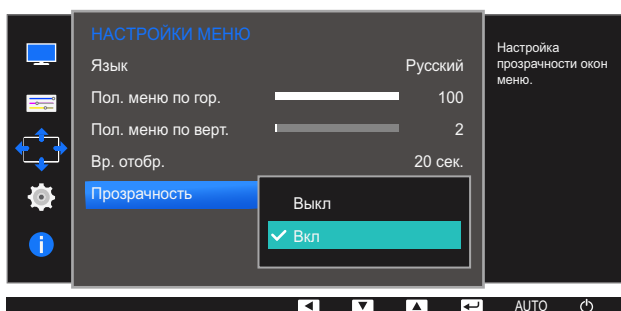 НАСТРОЙКИ МЕНЮ
Язык Русский
Пол. меню по гор. 100
Пол. меню по верт. 2
Вр. отобр. 20 сек.
Прозрачность
Выкл
Вкл
Настройка
прозрачности окон
меню.
AUTO